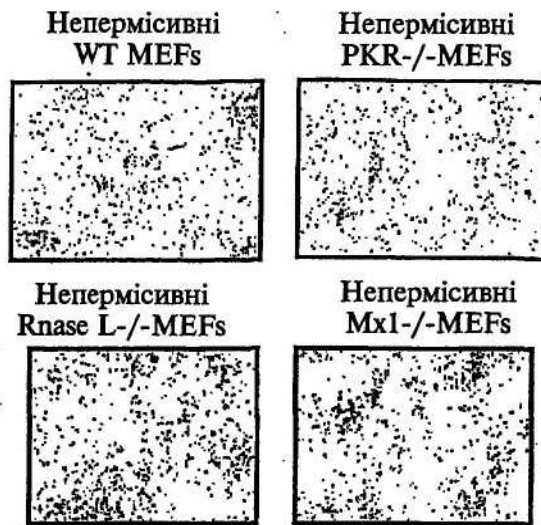 Непермісивні
WT MEFs
Непермісивні
PKR-/-MEFs
Непермісивні
Rnase L-/-MEFs
Непермісивні
Mx1-/-MEFs